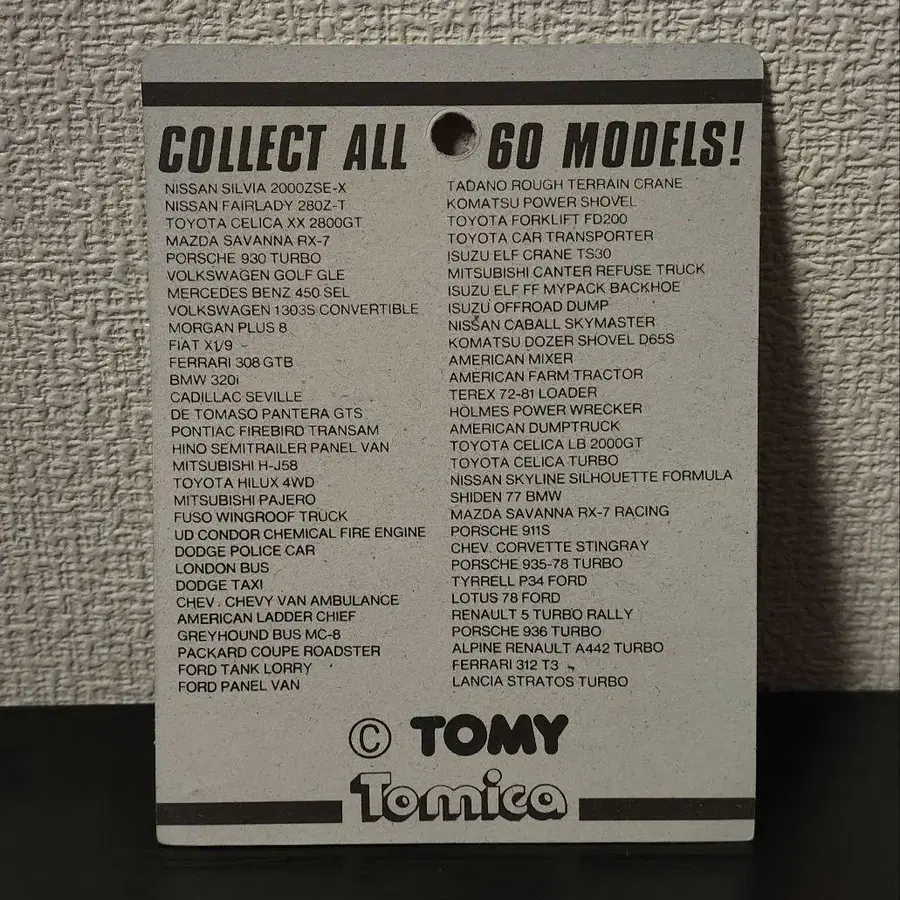 COLLECT ALL 60 MODELS!
NISSAN SILVIA 2000ZSE-X
NISSAN FAIRLADY 280Z-T
TOYOTA CELICA XX 2800GT
MAZDA SAVANNA RX-7
PORSCHE 930 TURBO
VOLKSWAGEN GOLF GLE
MERCEDES BENZ 450 SEL
VOLKSWAGEN 1303S CONVERTIBLE
MORGAN PLUS 8
FIAT X1/9
FERRARI 308 GTB
BMW 320i
CADILLAC SEVILLE
DE TOMASO PANTERA GTS
PONTIAC FIREBIRD TRANSAM
HINO SEMITRAILER PANEL VAN
MITSUBISHI H-J58
TOYOTA HILUX 4WD
MITSUBISHI PAJERO
FUSO WINGROOF TRUCK
UD CONDOR CHEMICAL FIRE ENGINE
DODGE POLICE CAR
LONDON BUS
DODGE TAXI
CHEV. CHEVY VAN AMBULANCE
AMERICAN LADDER CHIEF
GREYHOUND BUS MC-8
PACKARD COUPE ROADSTER
FORD TANK LORRY
FORD PANEL VAN
TADANO ROUGH TERRAIN CRANE
KOMATSU POWER SHOVEL
TOYOTA FORKLIFT FD200
TOYOTA CAR TRANSPORTER
ISUZU ELF CRANE TS30
MITSUBISHI CANTER REFUSE TRUCK
ISUZU ELF FF MYPACK BACKHOE
ISUZU OFFROAD DUMP
NISSAN CABALL SKYMASTER
KOMATSU DOZER SHOVEL D65S
AMERICAN MIXER
AMERICAN FARM TRACTOR
TEREX 72-81 LOADER
HOLMES POWER WRECKER
AMERICAN DUMPTRUCK
TOYOTA CELICA LB 2000GT
TOYOTA CELICA TURBO
NISSAN SKYLINE SILHOUETTE FORMULA
SHIDEN 77 BMW
MAZDA SAVANNA RX-7 RACING
PORSCHE 911S
CHEV. CORVETTE STINGRAY
PORSCHE 935-78 TURBO
TYRRELL P34 FORD
LOTUS 78 FORD
RENAULT 5 TURBO RALLY
PORSCHE 936 TURBO
ALPINE RENAULT A442 TURBO
FERRARI 312 T3
LANCIA STRATOS TURBO
© TOMY
Tomica